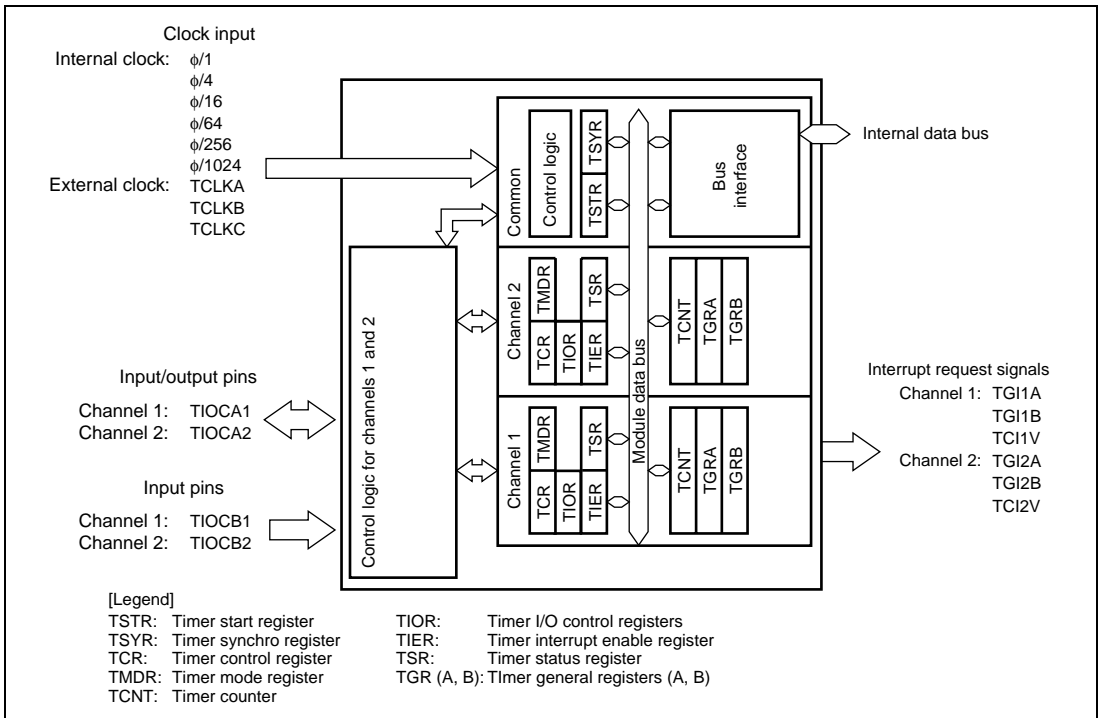 Clock input
Internal clock: ϕ/1
ϕ/4
ϕ/16
ϕ/64
ϕ/256
ϕ/1024
External clock: TCLKA
TCLKB
TCLKC
Input/output pins
Channel 1: TIOCA1
Channel 2: TIOCA2
Input pins
Channel 1: TIOCB1
Channel 2: TIOCB2
Control logic for channels 1 and 2
Common
Control logic
TSTR TSYR
Bus
interface
Internal data bus
Channel 2
TMDR TSR
TCR TIOR TIER
TCNT
TGRA
TGRB
Module data bus
Channel 1
TMDR TSR
TCR TIOR TIER
TCNT
TGRA
TGRB
Interrupt request signals
Channel 1: TGI1A
TGI1B
TCI1V
Channel 2: TGI2A
TGI2B
TCI2V
[Legend]
TSTR: Timer start register
TSYR: Timer synchro register
TCR: Timer control register
TMDR: Timer mode register
TCNT: Timer counter
TIOR: Timer I/O control registers
TIER: Timer interrupt enable register
TSR: Timer status register
TGR (A, B): TImer general registers (A, B)